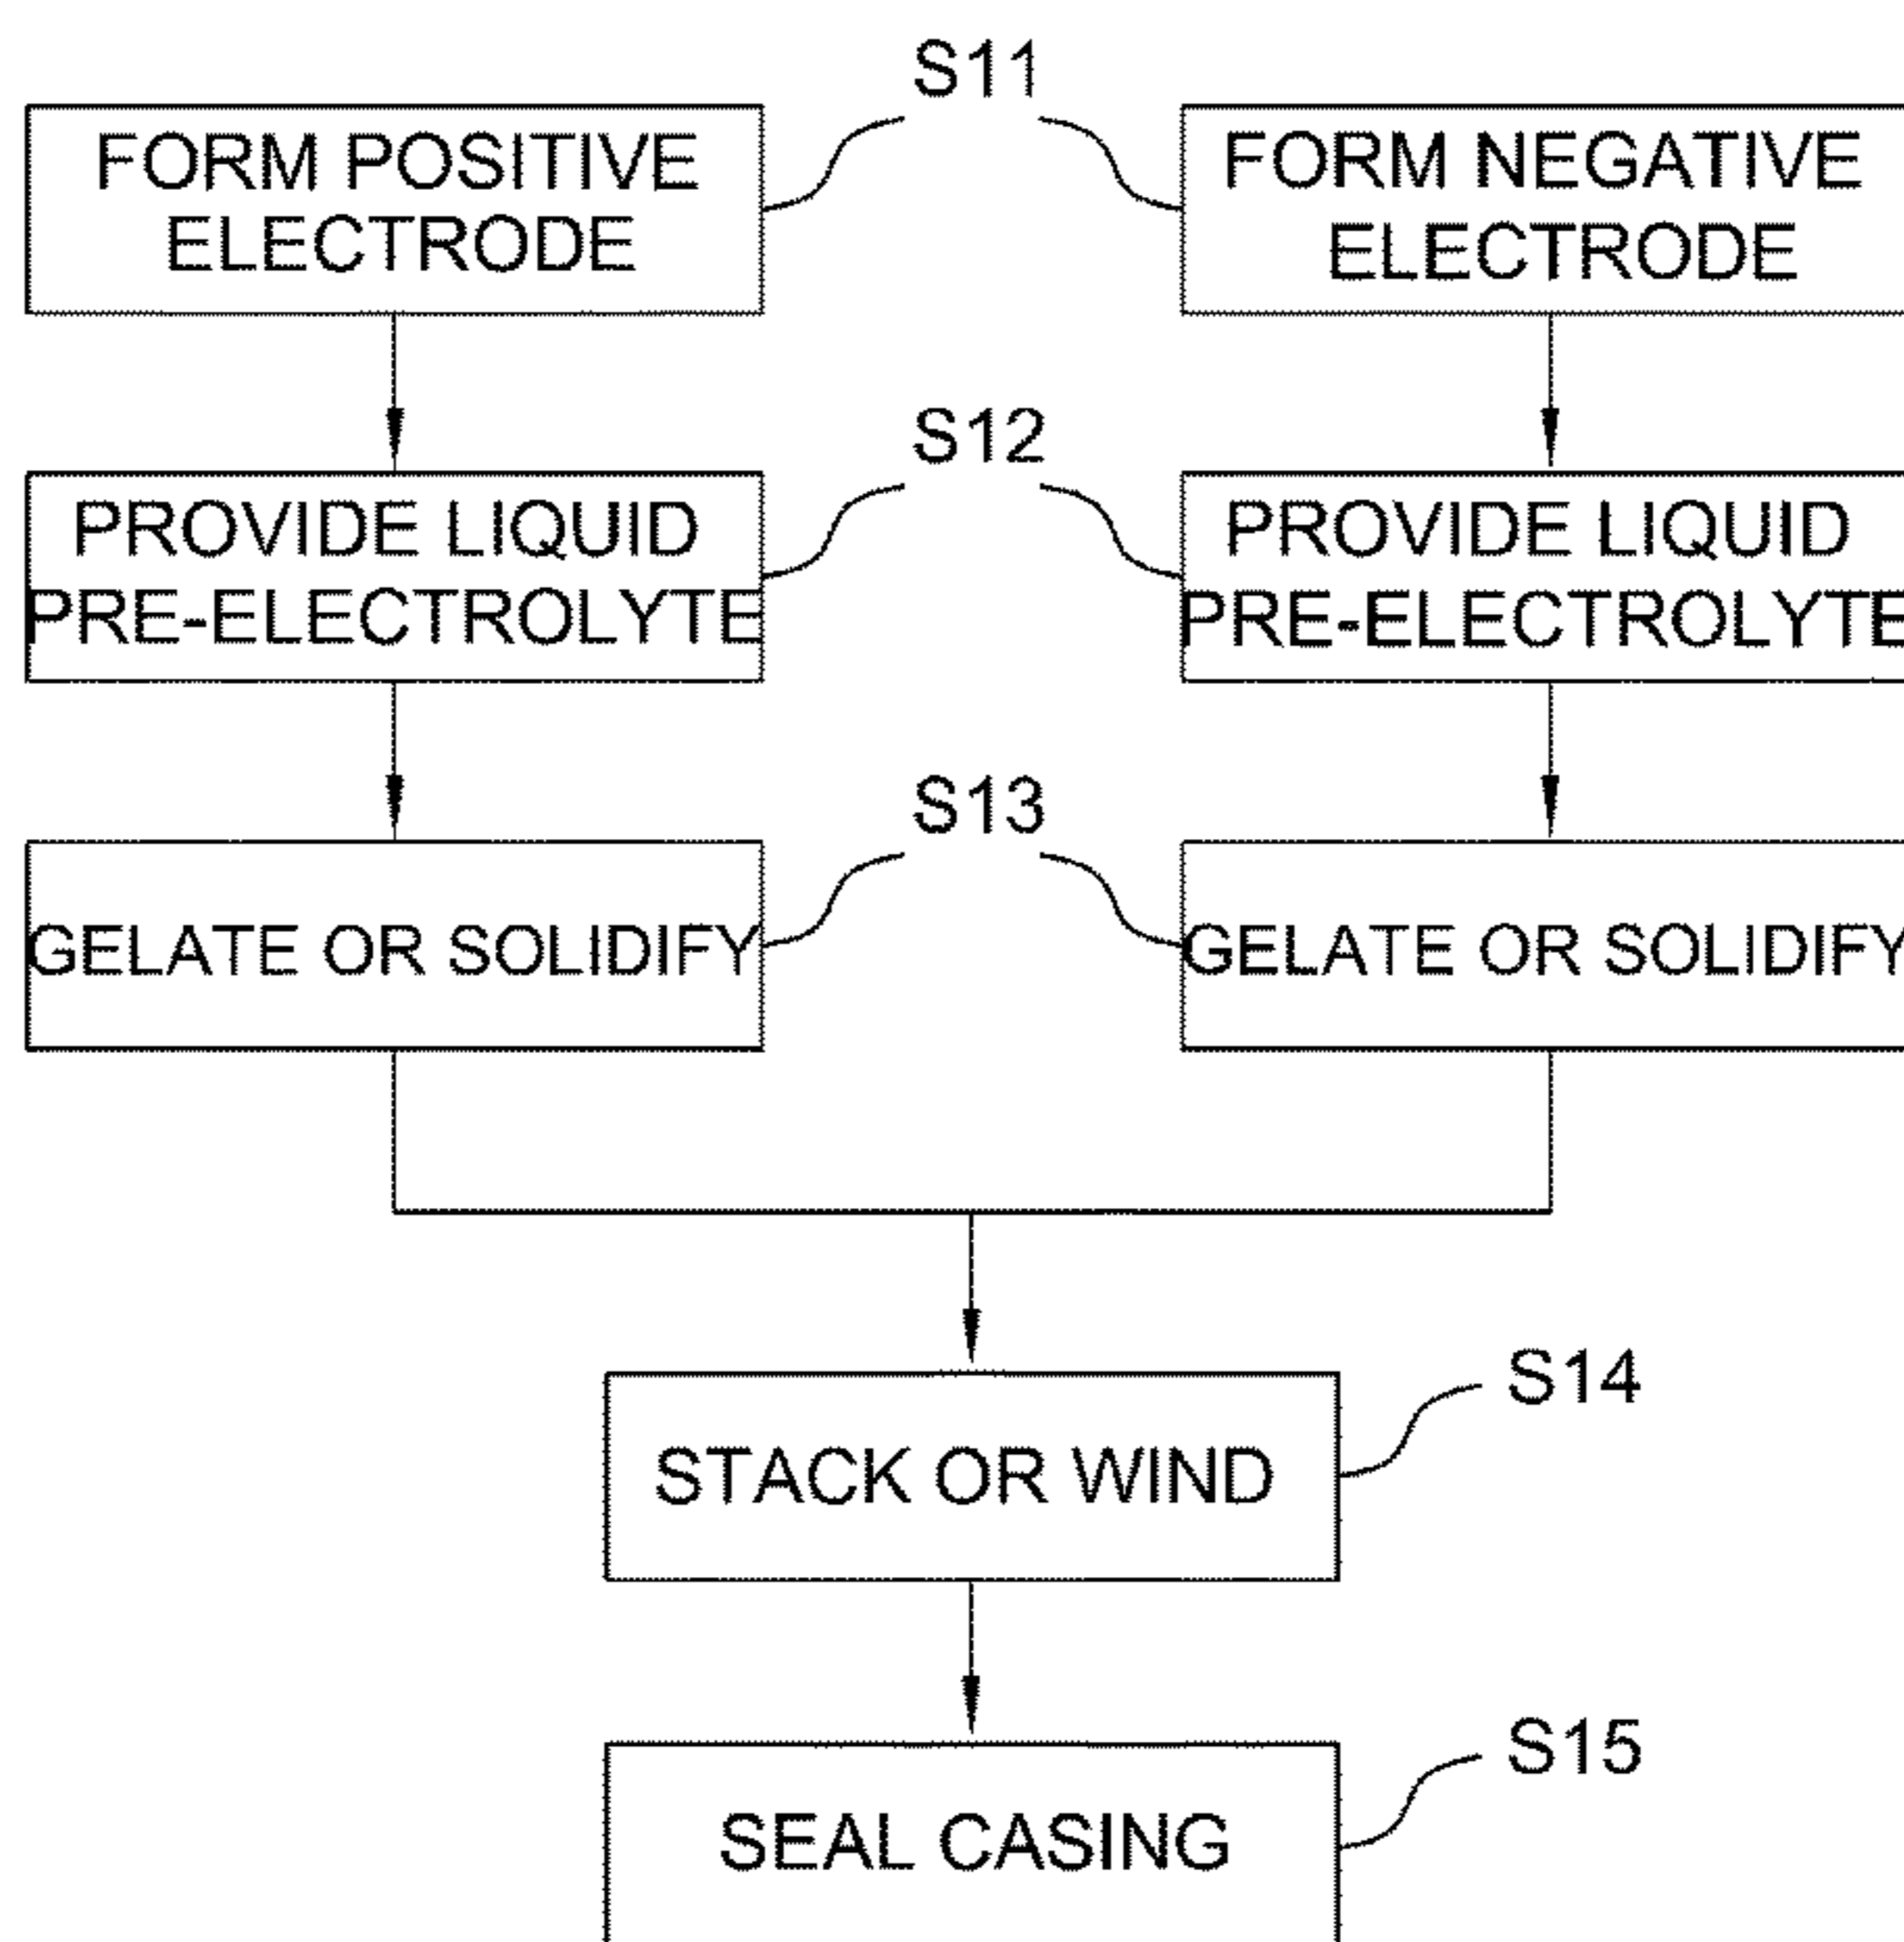 S11
FORM POSITIVE
ELECTRODE
FORM NEGATIVE
ELECTRODE
S12
PROVIDE LIQUID
PRE-ELECTROLYTE
PROVIDE LIQUID
PRE-ELECTROLYTE
S13
GELATE OR SOLIDIFY
GELATE OR SOLIDIFY
S14
STACK OR WIND
S15
SEAL CASING